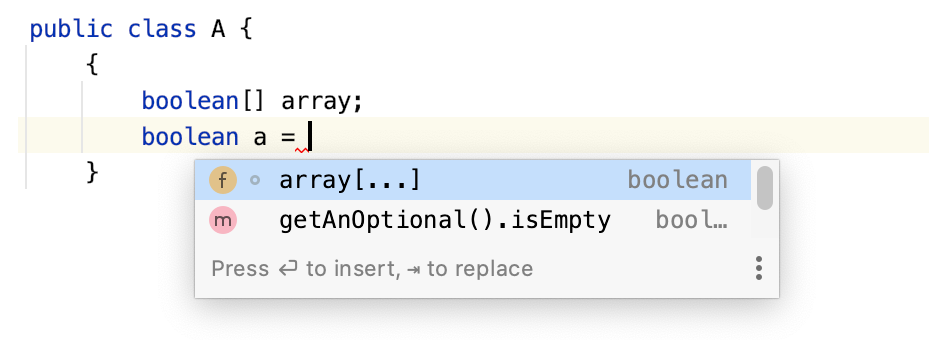 public class A {
{
boolean[] array;
boolean a =
}
f array[...] boolean
m getAnOptional().isEmpty bool…
Press ↵ to insert, ⇥ to replace